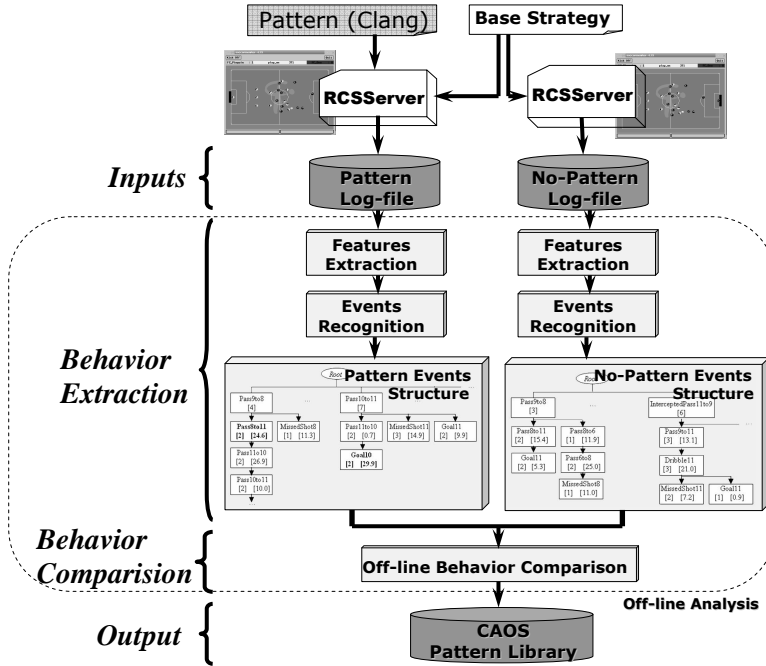 Pattern (Clang)
Base Strategy
RCSServer
RCSServer
Inputs
Pattern
Log-file
No-Pattern
Log-file
Features
Extraction
Features
Extraction
Events
Recognition
Events
Recognition
Behavior
Extraction
Root
Pattern Events
Structure
Pass9to8
[4]
...
Pass10to11
[7]
...
Pass8to11
[2] [24.6]
MissedShot8
[1] [11.3]
Pass11to10
[2] [0.7]
MissedShot11
[3] [14.9]
Goal11
[2] [9.9]
Pass11o10
[2] [26.9]
Goal10
[2] [29.9]
Pass10to11
[2] [10.0]
...
Root
No-Pattern Events
Structure
Pass9to8
[3]
...
InterceptedPass11to9
[6]
Pass8to11
[2] [15.4]
Pass8to6
[1] [11.9]
Pass9to11
[3] [13.1]
...
Goal11
[2] [5.3]
Pass6to8
[2] [25.0]
Dribble11
[3] [21.0]
MissedShot8
[1] [11.0]
MissedShot11
[2] [7.2]
Goal11
[1] [0.9]
Behavior
Comparision
Off-line Behavior Comparison
Off-line Analysis
Output
CAOS
Pattern Library